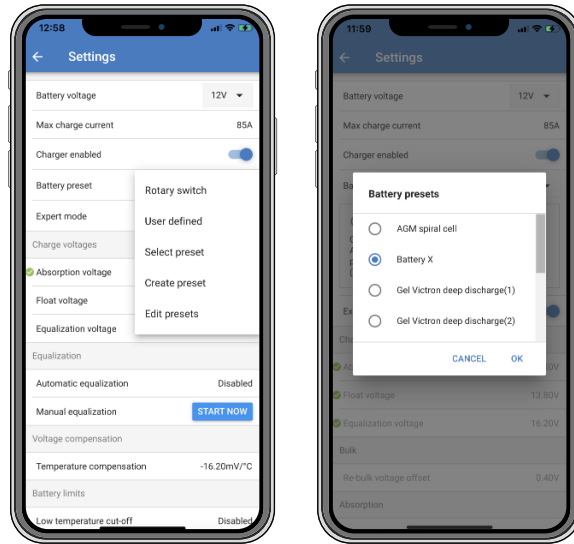 12:58
Settings
Battery voltage 12V
Max charge current 85A
Charger enabled
Battery preset
Rotary switch
Expert mode
User defined
Charge voltages
Select preset
Absorption voltage
Create preset
Float voltage
Edit presets
Equalization voltage
Equalization
Automatic equalization Disabled
Manual equalization START NOW
Voltage compensation
Temperature compensation -16.20mV/°C
Battery limits
Low temperature cut-off Disabled
11:59
Settings
Battery voltage 12V
Max charge current 85A
Charger enabled
Battery presets
AGM spiral cell
Battery X
Gel Victron deep discharge(1)
Gel Victron deep discharge(2)
CANCEL OK
Float voltage 13.80V
Equalization voltage 16.20V
Bulk
Re-bulk voltage offset 0.40V
Absorption